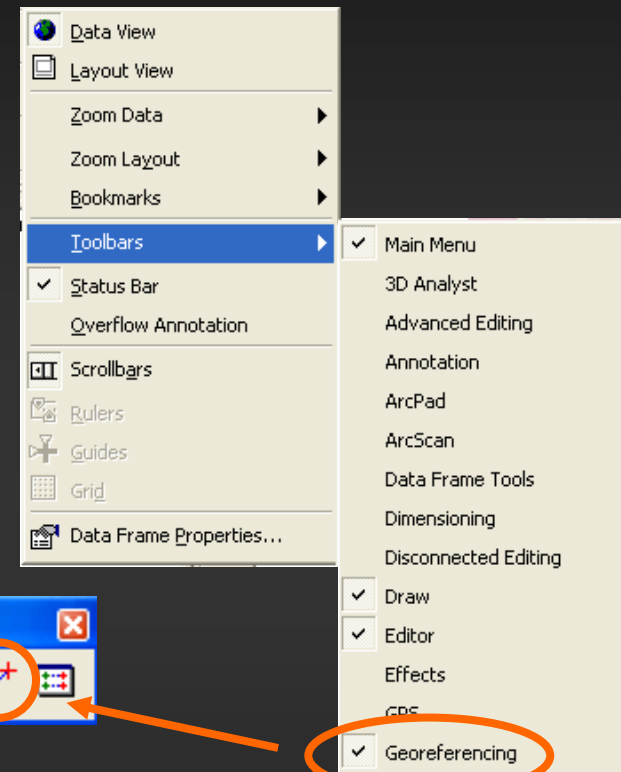 Data View
Layout View
Zoom Data
Zoom Layout
Bookmarks
Toolbars
Status Bar
Overflow Annotation
Scrollbars
Rulers
Guides
Grid
Data Frame Properties...
Main Menu
3D Analyst
Advanced Editing
Annotation
ArcPad
ArcScan
Data Frame Tools
Dimensioning
Disconnected Editing
Draw
Editor
Effects
GPS
Georeferencing